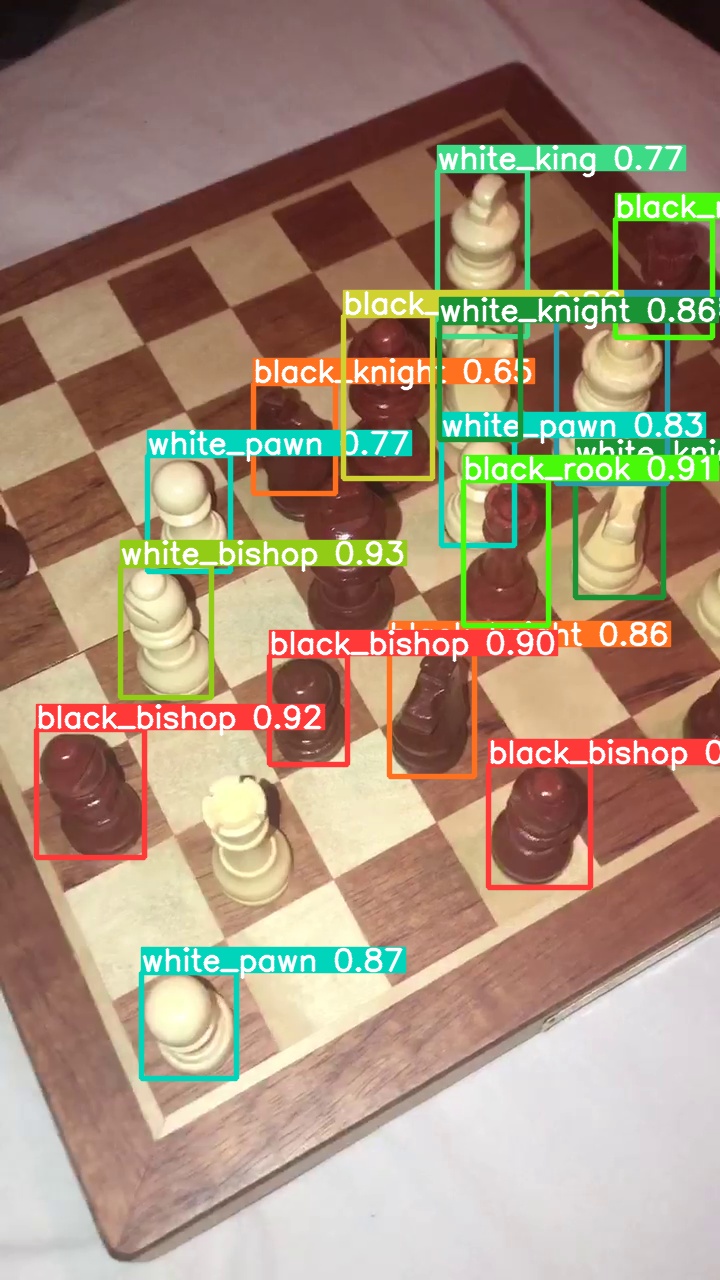 white_king 0.77
black_
black_
white_knight 0.86
black_knight 0.65
white_pawn 0.83
white_pawn 0.77
black_rook 0.91
white_bishop 0.93
0.86
black_bishop 0.90
black_bishop 0.92
black_bishop 0
white_pawn 0.87